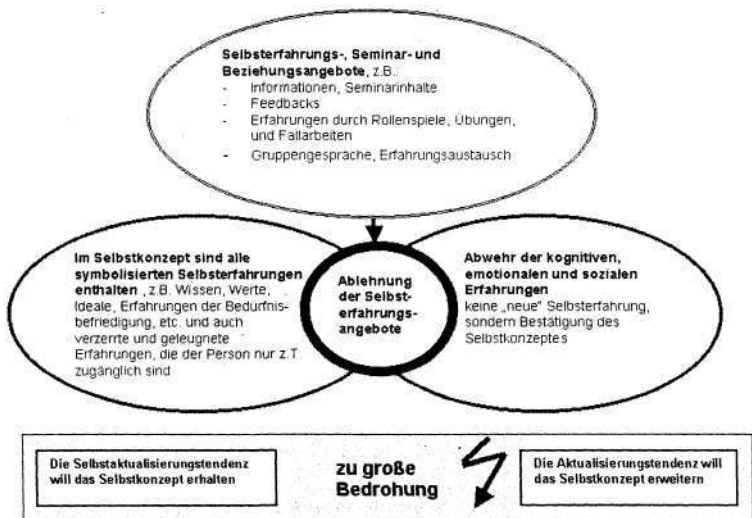 Selbsterfahrungs-, Seminar- und
Beziehungsangebote, z.B.:
- Informationen, Seminarinhalte
- Feedbacks
- Erfahrungen durch Rollenspiele, Übungen,
und Fallarbeiten
- Gruppengespräche, Erfahrungsaustausch
Im Selbstkonzept sind alle
symbolisierten Selbsterfahrungen
enthalten , z.B. Wissen, Werte,
Ideale, Erfahrungen der Bedürfnis-
befriedigung, etc. und auch
verzerrte und geleugnete
Erfahrungen, die der Person nur z.T.
zugänglich sind
Ablehnung
der Selbst-
erfahrungs-
angebote
Abwehr der kognitiven,
emotionalen und sozialen
Erfahrungen
keine „neue" Selbsterfahrung,
sondern Bestätigung des
Selbstkonzeptes
Die Selbstaktualisierungstendenz
will das Selbstkonzept erhalten
zu große
Bedrohung
Die Aktualisierungstendenz will
das Selbstkonzept erweitern